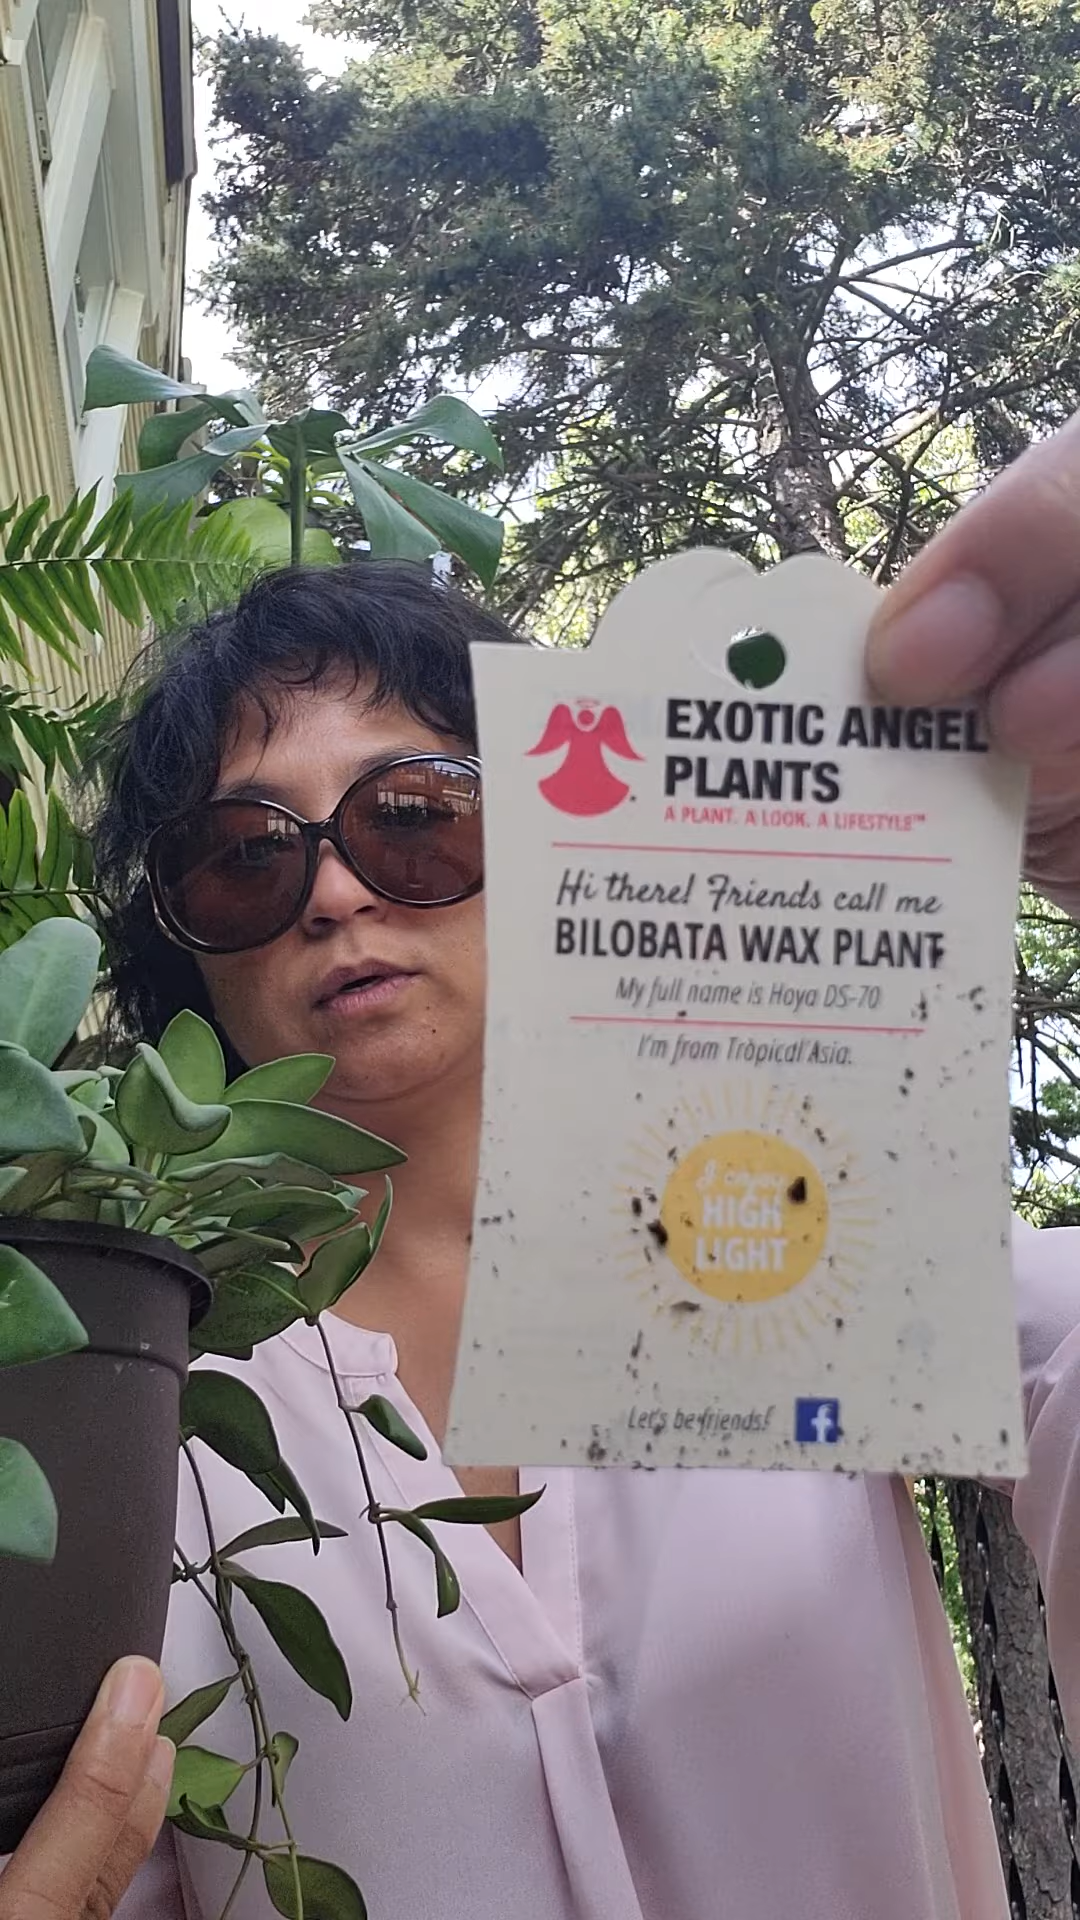 EXOTIC ANGEL
PLANTS
A PLANT. A LOOK. A LIFESTYLE™
Hi there! Friends call me
BILOBATA WAX PLANT
My full name is Hoya DS-70
I'm from Tropical Asia.
I enjoy
HIGH
LIGHT
Let's be friends! f